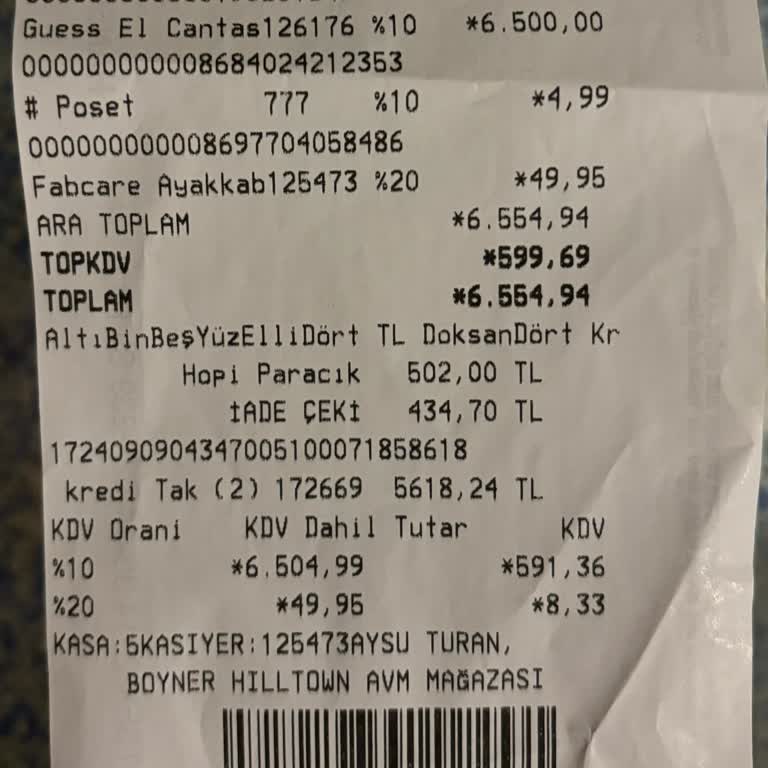 Guess El Cantas126176 %10 *6.500,00
0000000000008684024212353
# Poset 777 %10 *4,99
0000000000008697704058486
Fabcare Ayakkab125473 %20 *49,95
ARA TOPLAM *6.554,94
TOPKDV *599,69
TOPLAM *6.554,94
AltıBinBeşYüzElliDört TL DoksanDört Kr
Hopi Paracık 502,00 TL
İADE ÇEKİ 434,70 TL
1724090904347005100071858618
kredi Tak (2) 172669 5618,24 TL
KDV Orani KDV Dahil Tutar KDV
%10 *6.504,99 *591,36
%20 *49,95 *8,33
KASA:5KASIYER:125473AYSU TURAN,
BOYNER HILLTOWN AVM MAĞAZASI